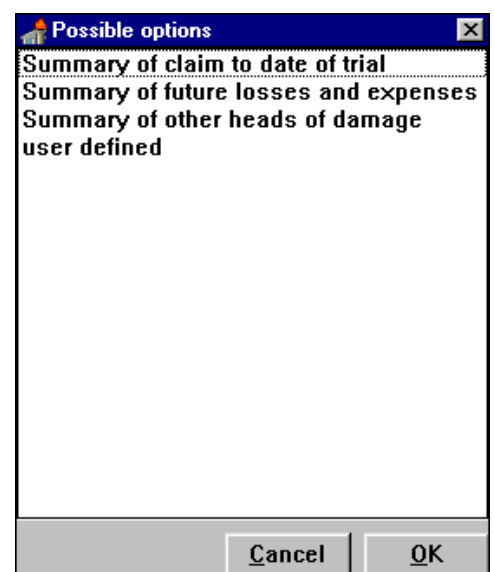 Possible options
Summary of claim to date of trial
Summary of future losses and expenses
Summary of other heads of damage
user defined
Cancel OK